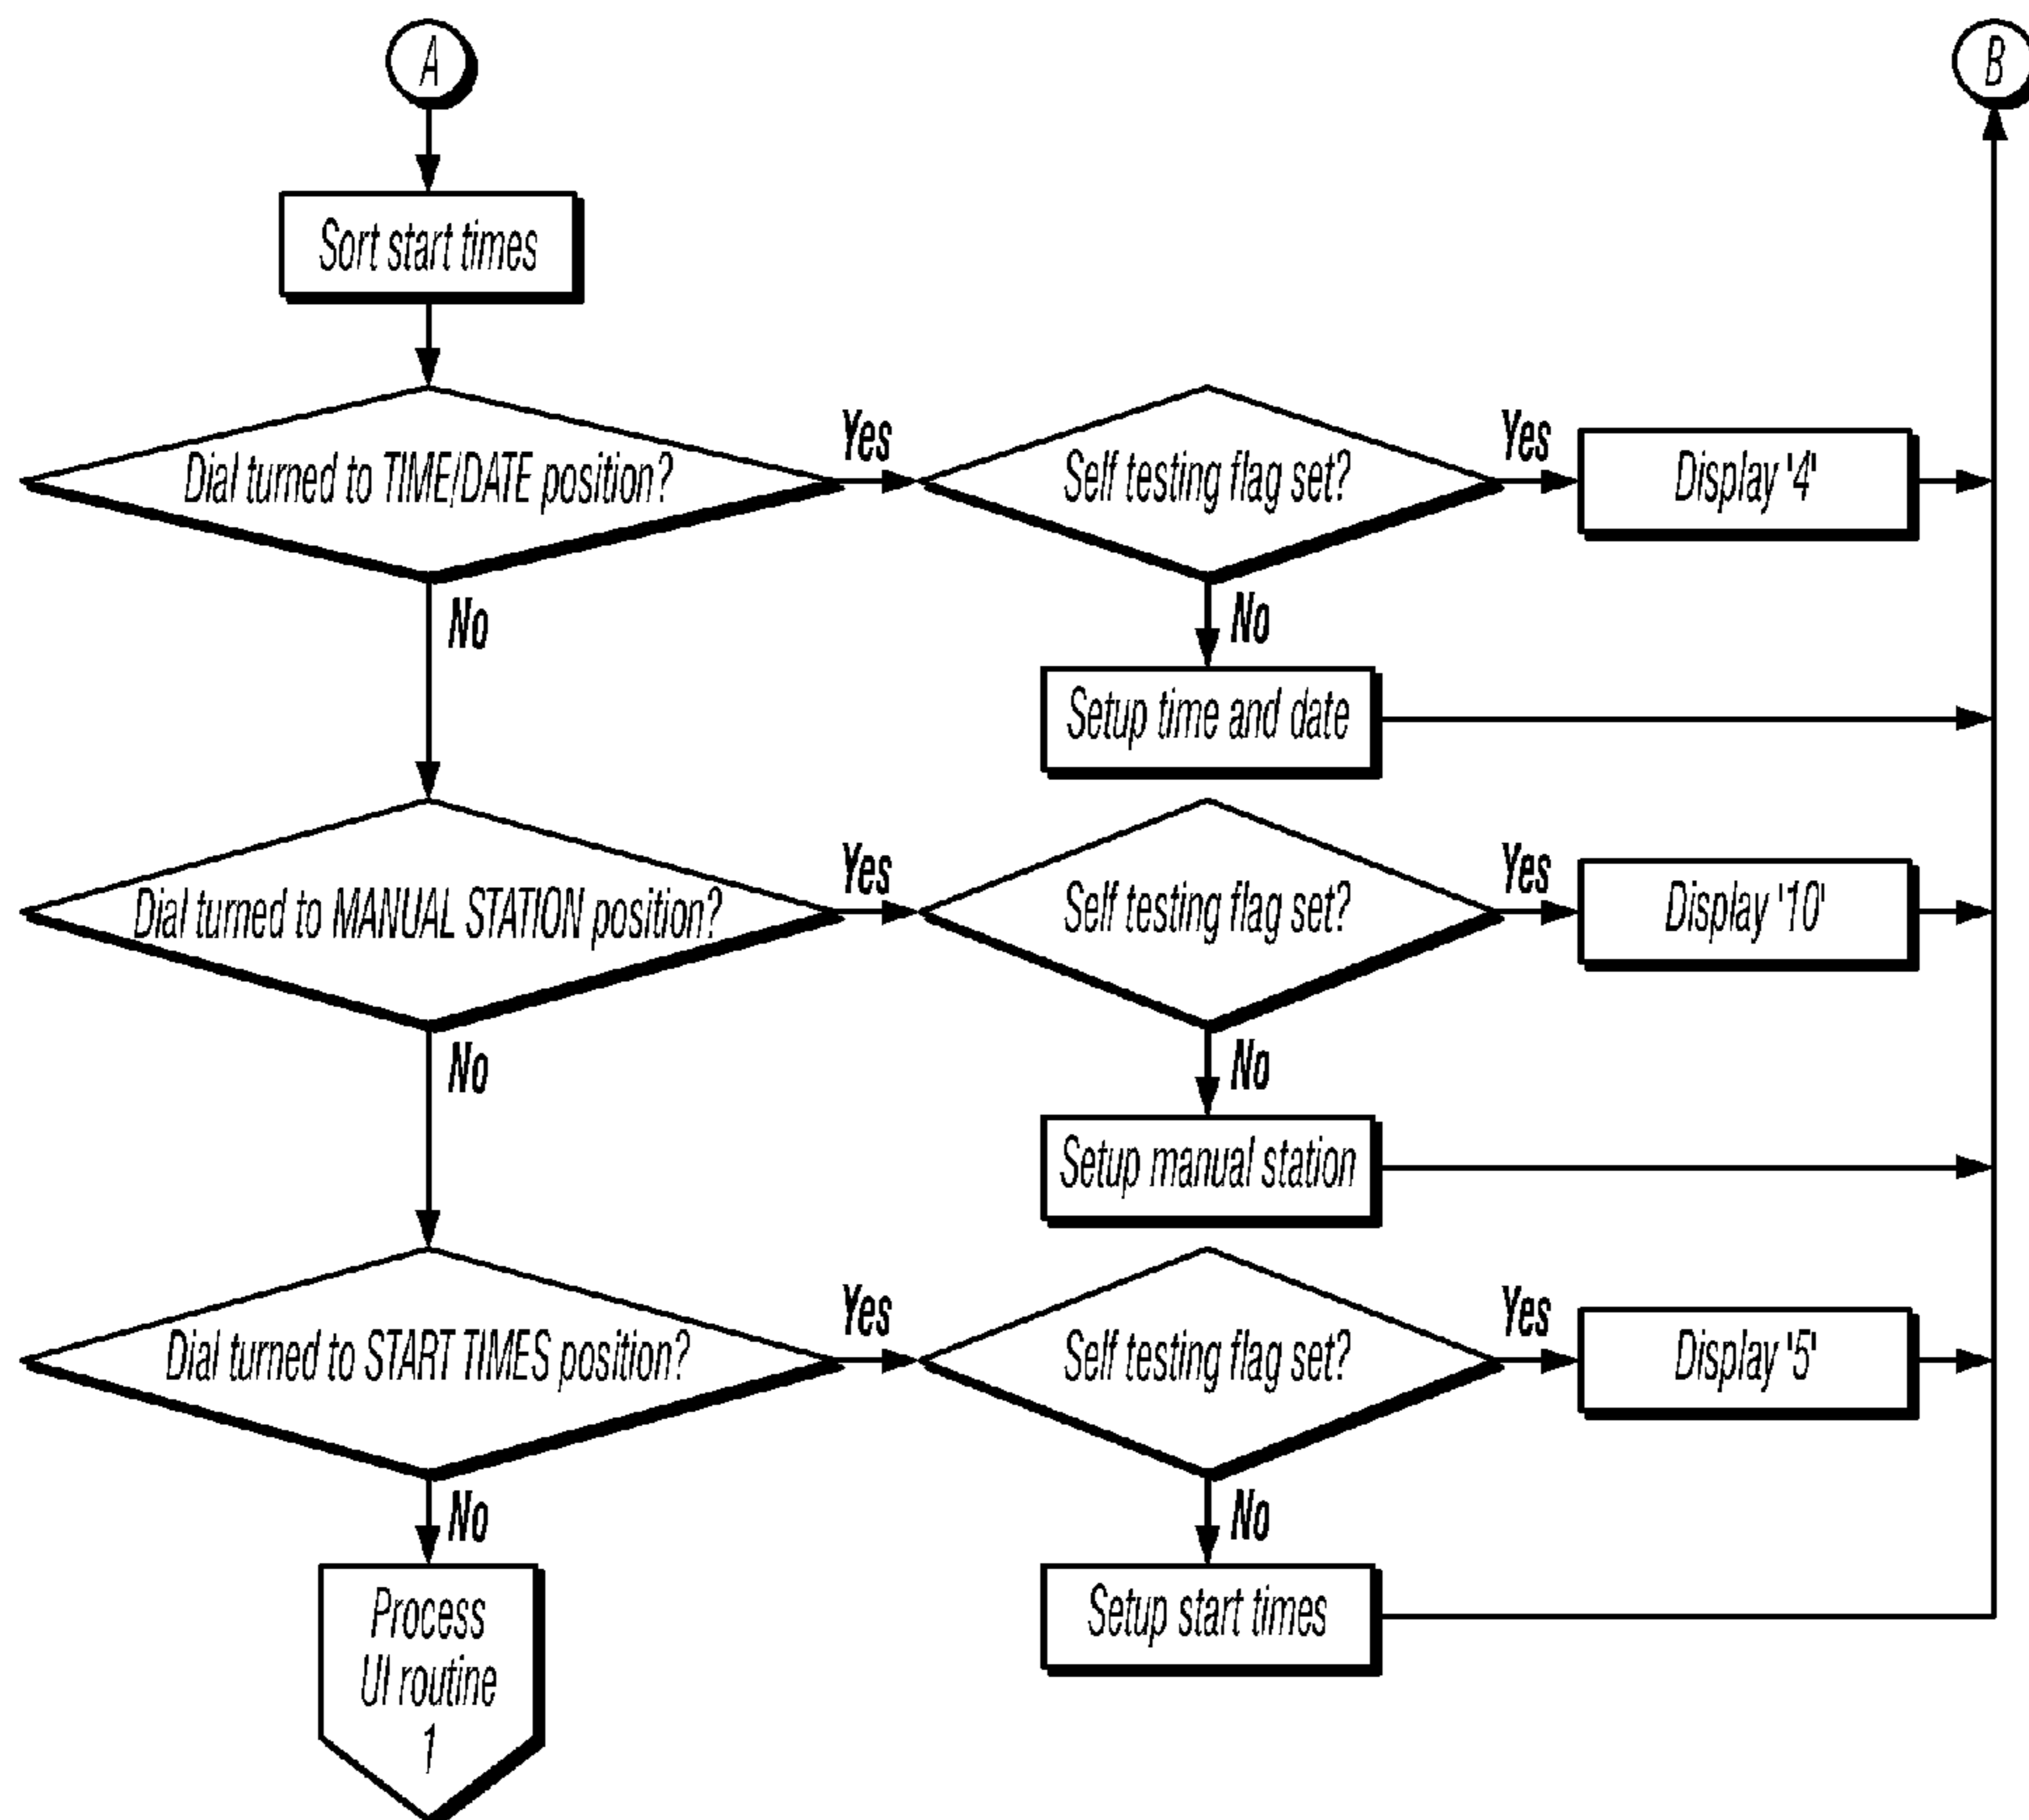 A
B
Sort start times
Dial turned to TIME/DATE position?
Yes
Self testing flag set?
Yes
Display '4'
No
No
Setup time and date
Dial turned to MANUAL STATION position?
Yes
Self testing flag set?
Yes
Display '10'
No
No
Setup manual station
Dial turned to START TIMES position?
Yes
Self testing flag set?
Yes
Display '5'
No
No
Process
UI routine
1
Setup start times